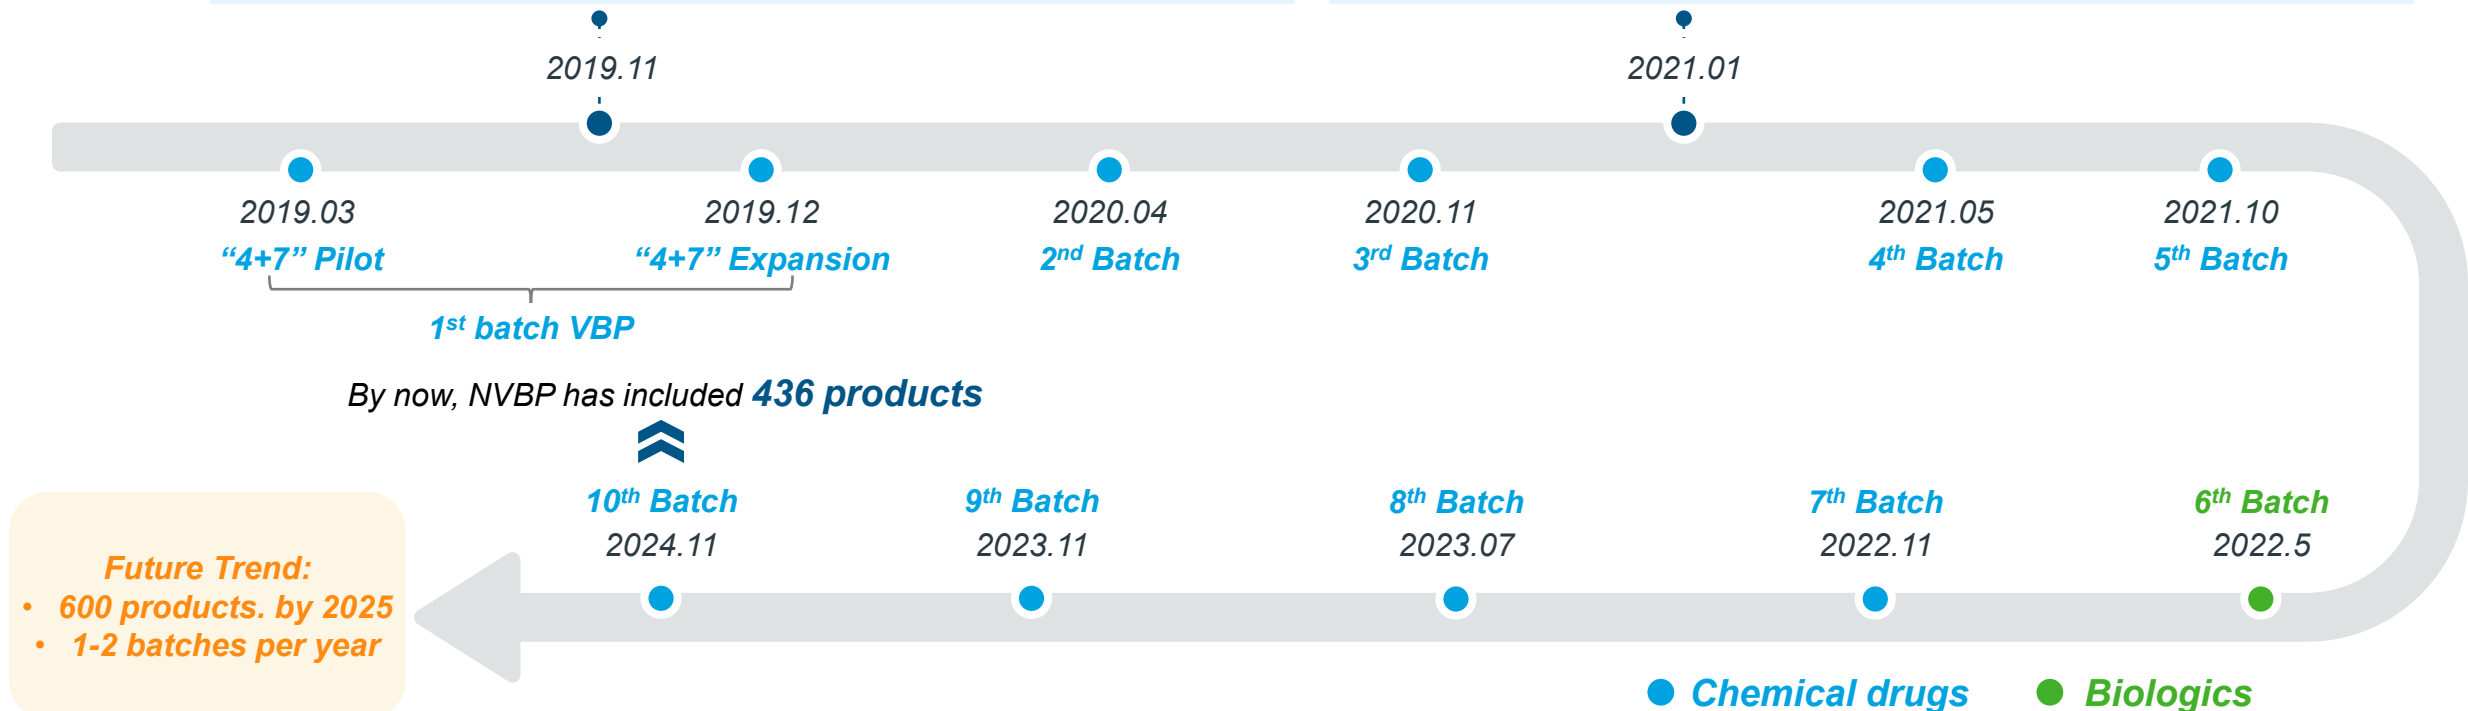 2019.11
2021.01
2019.03
2019.12
2020.04
2020.11
2021.05
2021.10
“4+7” Pilot
“4+7” Expansion
2nd Batch
3rd Batch
4th Batch
5th Batch
1st batch VBP
By now, NVBP has included 436 products
10th Batch
9th Batch
8th Batch
7th Batch
6th Batch
2024.11
2023.11
2023.07
2022.11
2022.5
Future Trend:
• 600 products. by 2025
• 1-2 batches per year
Chemical drugs
Biologics